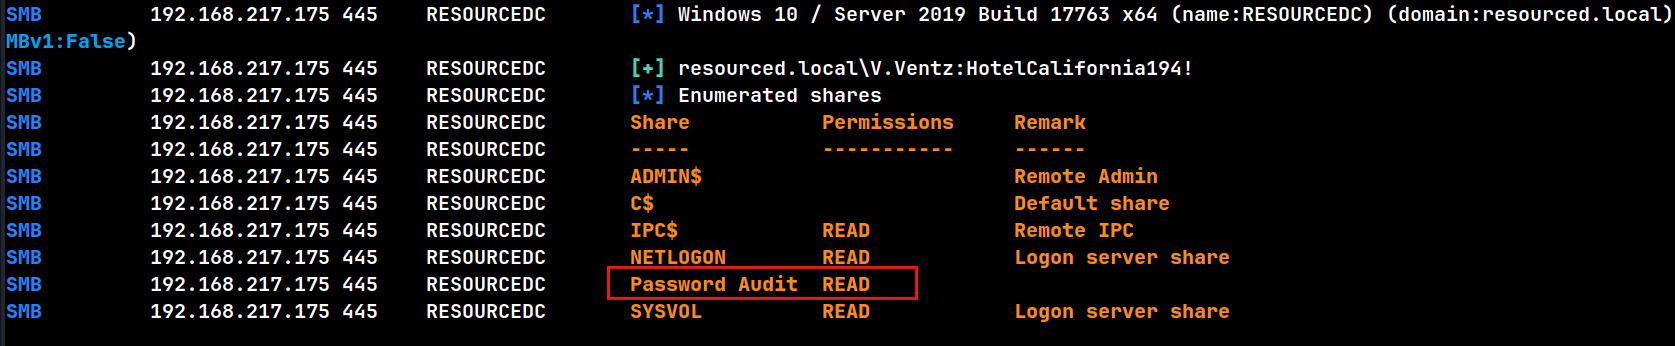 SMB 192.168.217.175 445 RESOURCEDC [*] Windows 10 / Server 2019 Build 17763 x64 (name:RESOURCEDC) (domain:resourced.local)
MBv1:False)
SMB 192.168.217.175 445 RESOURCEDC [+] resourced.local\V.Ventz:HotelCalifornia194!
SMB 192.168.217.175 445 RESOURCEDC [*] Enumerated shares
SMB 192.168.217.175 445 RESOURCEDC Share Permissions Remark
SMB 192.168.217.175 445 RESOURCEDC ----- ----------- ------
SMB 192.168.217.175 445 RESOURCEDC ADMIN$ Remote Admin
SMB 192.168.217.175 445 RESOURCEDC C$ Default share
SMB 192.168.217.175 445 RESOURCEDC IPC$ READ Remote IPC
SMB 192.168.217.175 445 RESOURCEDC NETLOGON READ Logon server share
SMB 192.168.217.175 445 RESOURCEDC Password Audit READ
SMB 192.168.217.175 445 RESOURCEDC SYSVOL READ Logon server share